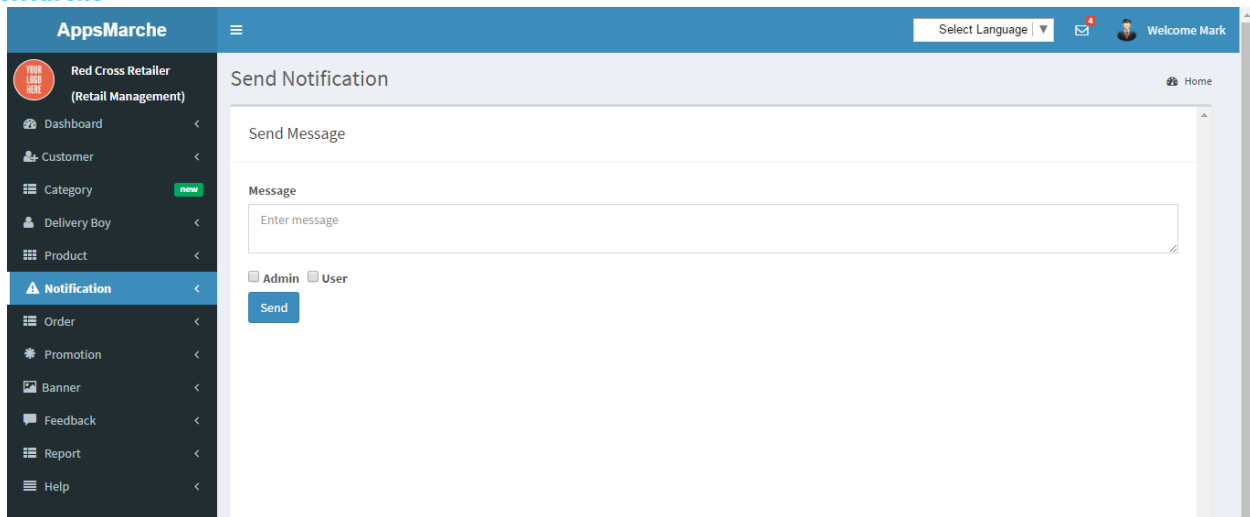 AppsMarche
Select Language ▼
4
Welcome Mark
YOUR
LOGO
HERE
Red Cross Retailer
(Retail Management)
Send Notification
Home
Dashboard
Customer
Category new
Delivery Boy
Product
Notification
Order
Promotion
Banner
Feedback
Report
Help
Send Message
Message
Enter message
Admin User
Send